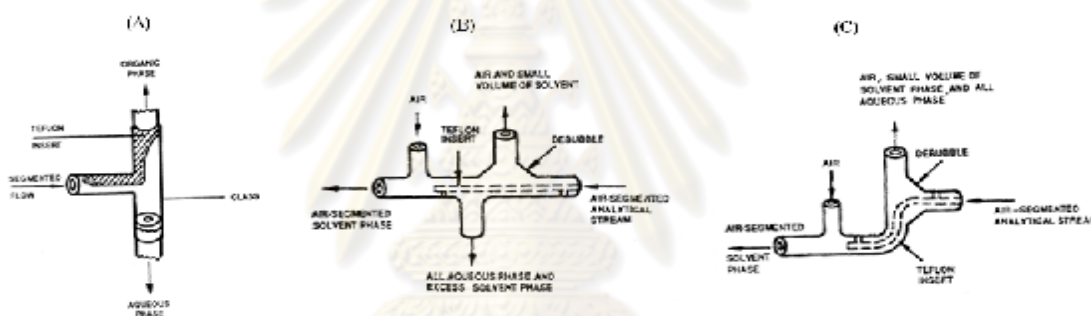 (A)
ORGANIC
PHASE
TEFLON
INSERT
SEGMENTED
FLOW
GLASS
AQUEOUS
PHASE
(B)
AIR AND SMALL
VOLUME OF SOLVENT
AIR
TEFLON
INSERT
DEBUBBLE
AIR-SEGMENTED
SOLVENT PHASE
AIR-SEGMENTED
ANALYTICAL
STREAM
ALL AQUEOUS PHASE AND
EXCESS SOLVENT PHASE
(C)
AIR, SMALL VOLUME OF
SOLVENT PHASE, AND ALL
AQUEOUS PHASE
DEBUBBLE
AIR
AIR-SEGMENTED
ANALYTICAL STREAM
AIR-SEGMENTED
SOLVENT
PHASE
TEFLON
INSERT